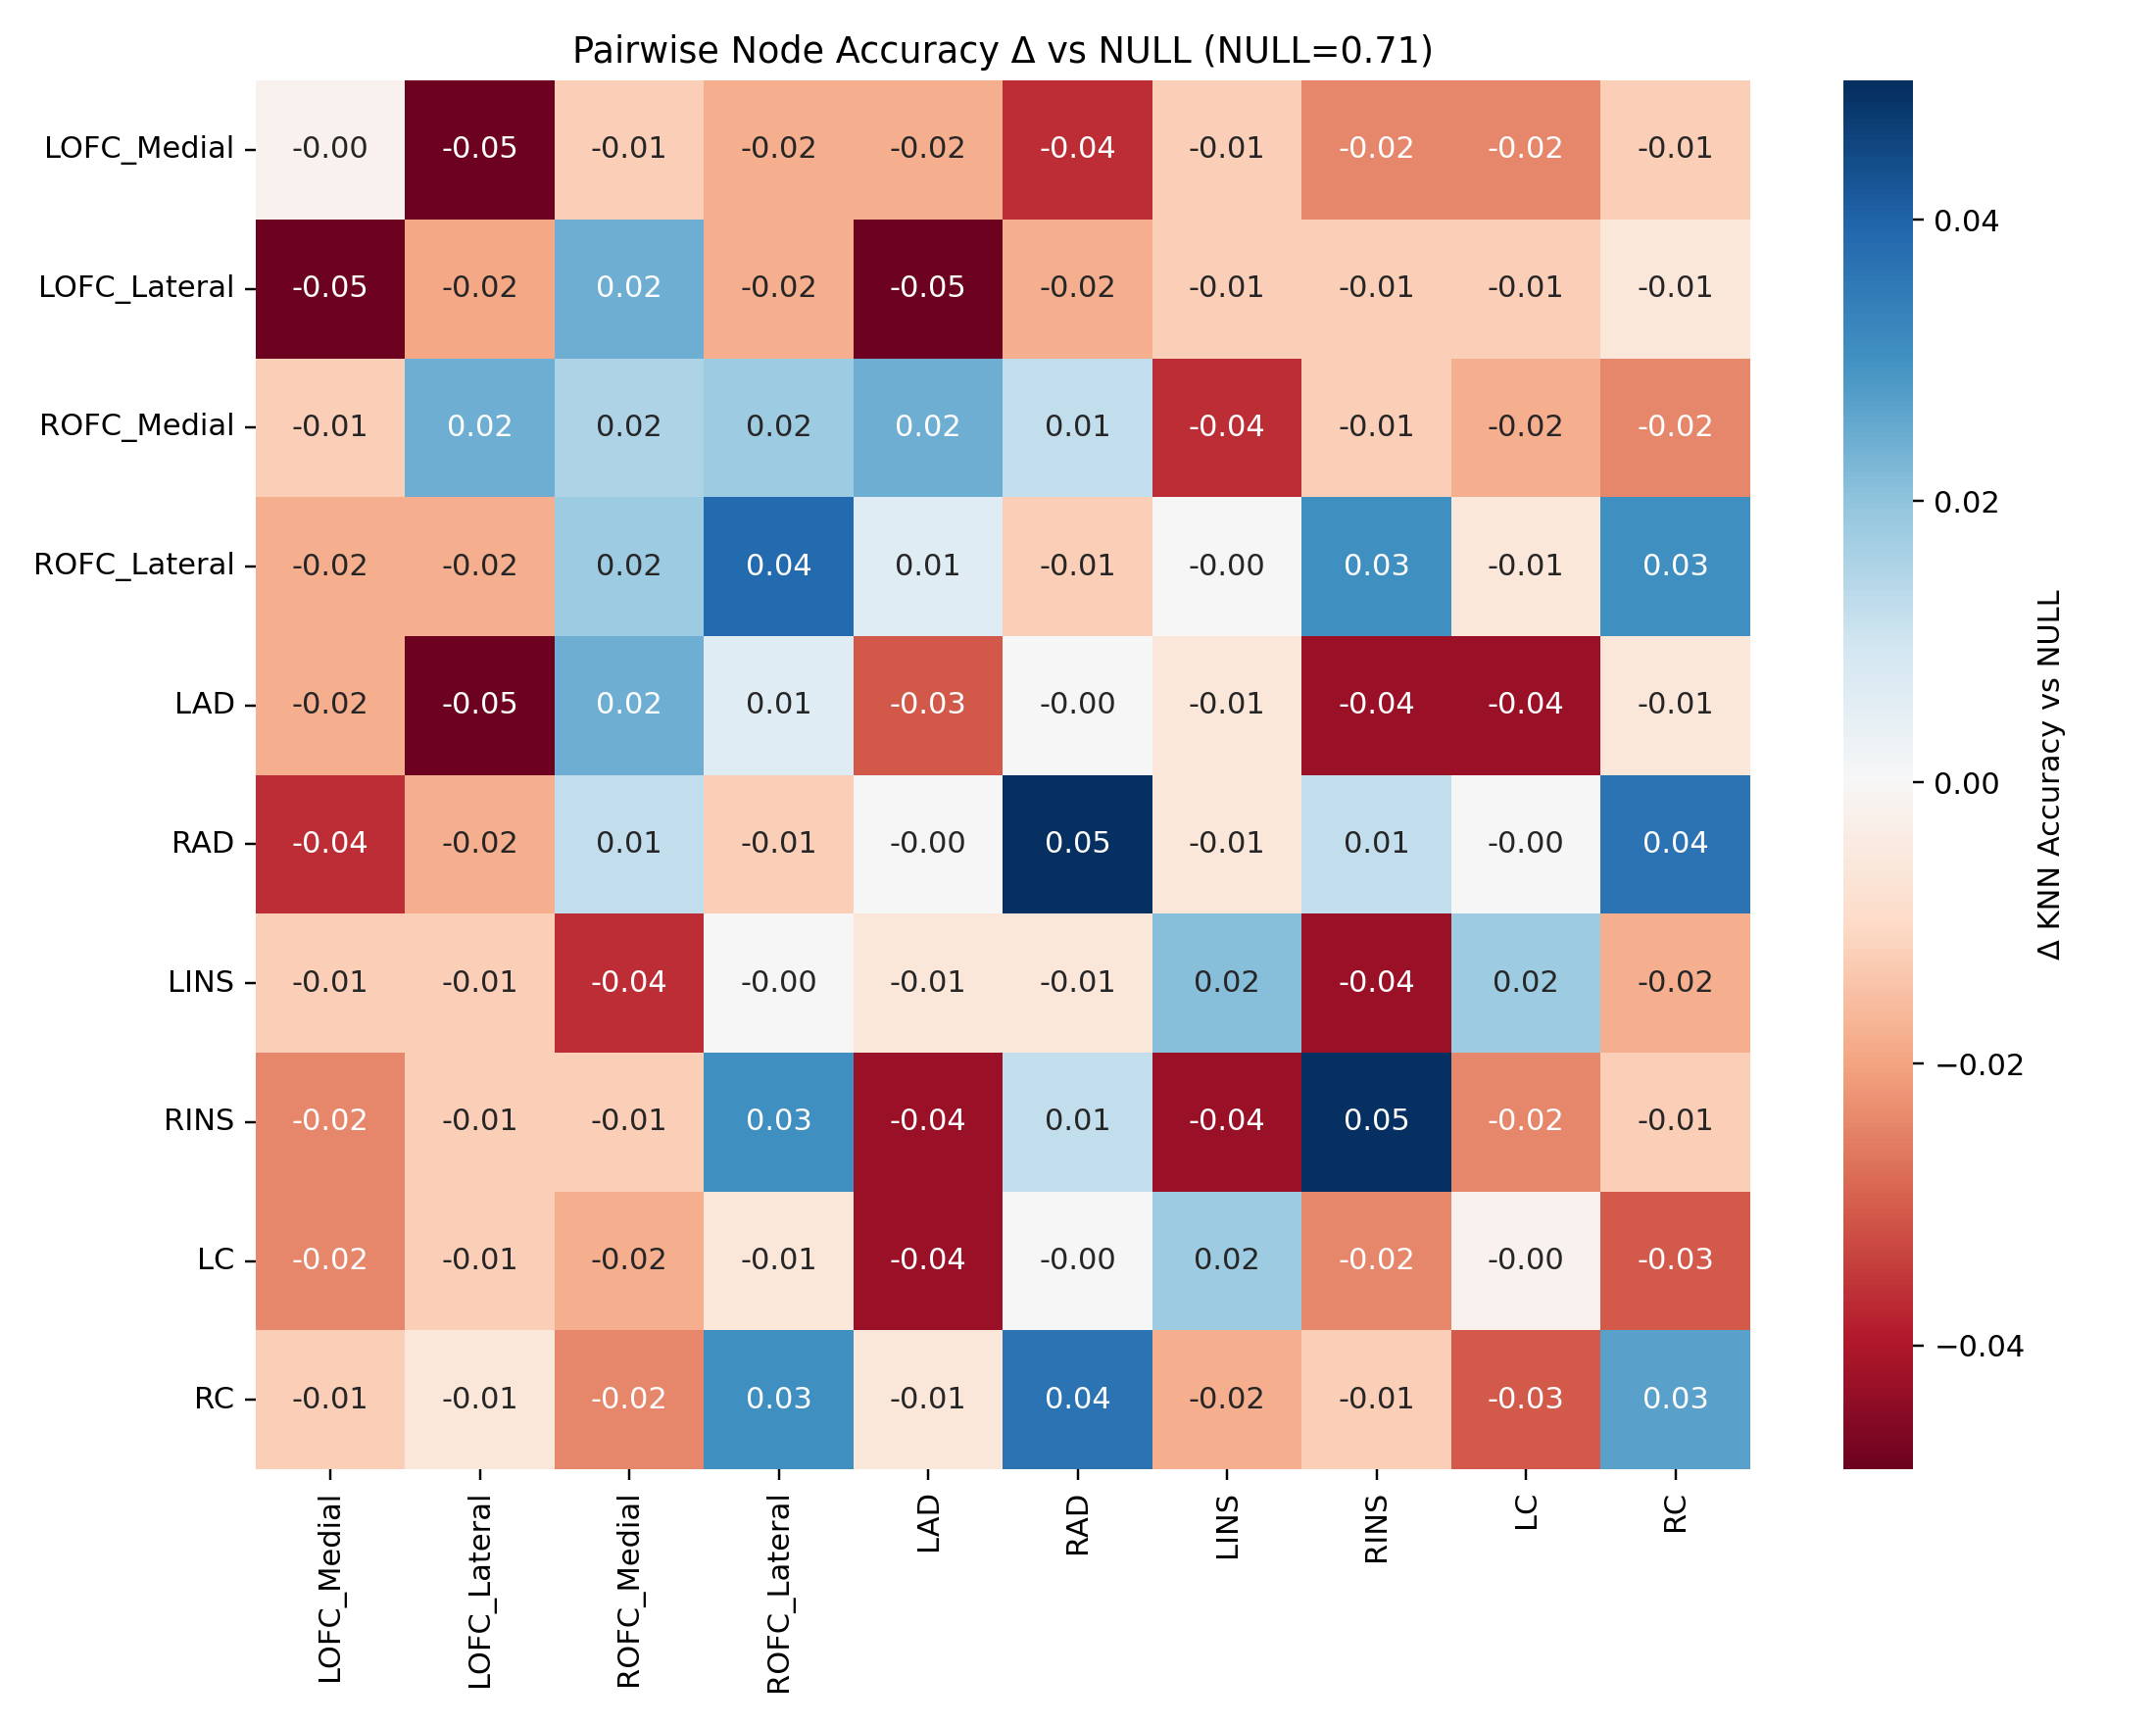 Pairwise Node Accuracy Δ vs NULL (NULL=0.71)
LOFC_Medial -0.00 -0.05 -0.01 -0.02 -0.02 -0.04 -0.01 -0.02 -0.02 -0.01
LOFC_Lateral -0.05 -0.02 0.02 -0.02 -0.05 -0.02 -0.01 -0.01 -0.01 -0.01
ROFC_Medial -0.01 0.02 0.02 0.02 0.02 0.01 -0.04 -0.01 -0.02 -0.02
ROFC_Lateral -0.02 -0.02 0.02 0.04 0.01 -0.01 -0.00 0.03 -0.01 0.03
LAD -0.02 -0.05 0.02 0.01 -0.03 -0.00 -0.01 -0.04 -0.04 -0.01
RAD -0.04 -0.02 0.01 -0.01 -0.00 0.05 -0.01 0.01 -0.00 0.04
LINS -0.01 -0.01 -0.04 -0.00 -0.01 -0.01 0.02 -0.04 0.02 -0.02
RINS -0.02 -0.01 -0.01 0.03 -0.04 0.01 -0.04 0.05 -0.02 -0.01
LC -0.02 -0.01 -0.02 -0.01 -0.04 -0.00 0.02 -0.02 -0.00 -0.03
RC -0.01 -0.01 -0.02 0.03 -0.01 0.04 -0.02 -0.01 -0.03 0.03
LOFC_Medial LOFC_Lateral ROFC_Medial ROFC_Lateral LAD RAD LINS RINS LC RC
0.04
0.02
0.00
−0.02
−0.04
Δ KNN Accuracy vs NULL